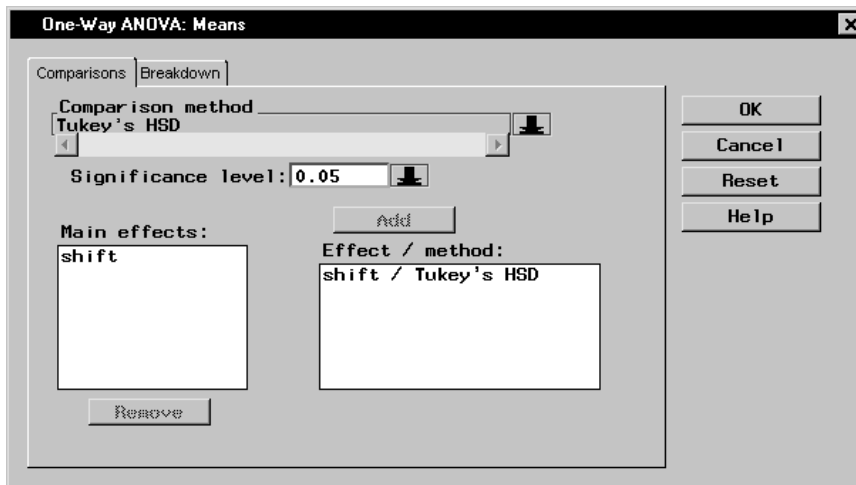 One-Way ANOVA: Means
Comparisons Breakdown
Comparison method
Tukey's HSD
Significance level: 0.05
Add
Main effects:
shift
Effect / method:
shift / Tukey's HSD
Remove
OK
Cancel
Reset
Help